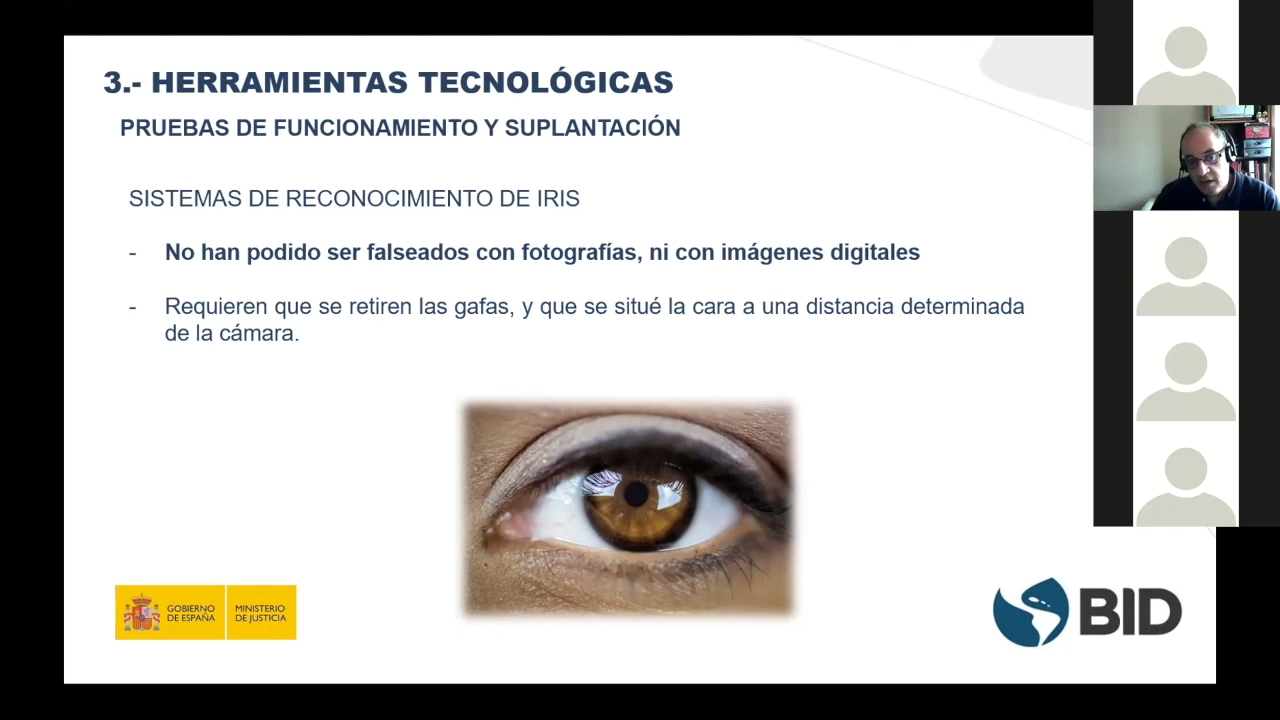 3.- HERRAMIENTAS TECNOLÓGICAS
PRUEBAS DE FUNCIONAMIENTO Y SUPLANTACIÓN
SISTEMAS DE RECONOCIMIENTO DE IRIS
- No han podido ser falseados con fotografías, ni con imágenes digitales
- Requieren que se retiren las gafas, y que se situé la cara a una distancia determinada
de la cámara.
GOBIERNO
DE ESPAÑA
MINISTERIO
DE JUSTICIA
BID